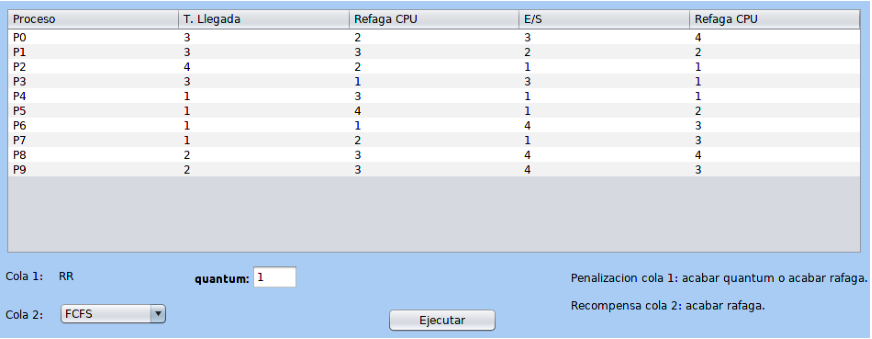 Proceso T. Llegada Refaga CPU E/S Refaga CPU
P0 3 2 3 4
P1 3 3 2 2
P2 4 2 1 1
P3 3 1 3 1
P4 1 3 1 1
P5 1 4 1 2
P6 1 1 4 3
P7 1 2 1 3
P8 2 3 4 4
P9 2 3 4 3
Cola 1: RR quantum: 1 Penalizacion cola 1: acabar quantum o acabar rafaga.
Cola 2: FCFS Ejecutar Recompensa cola 2: acabar rafaga.